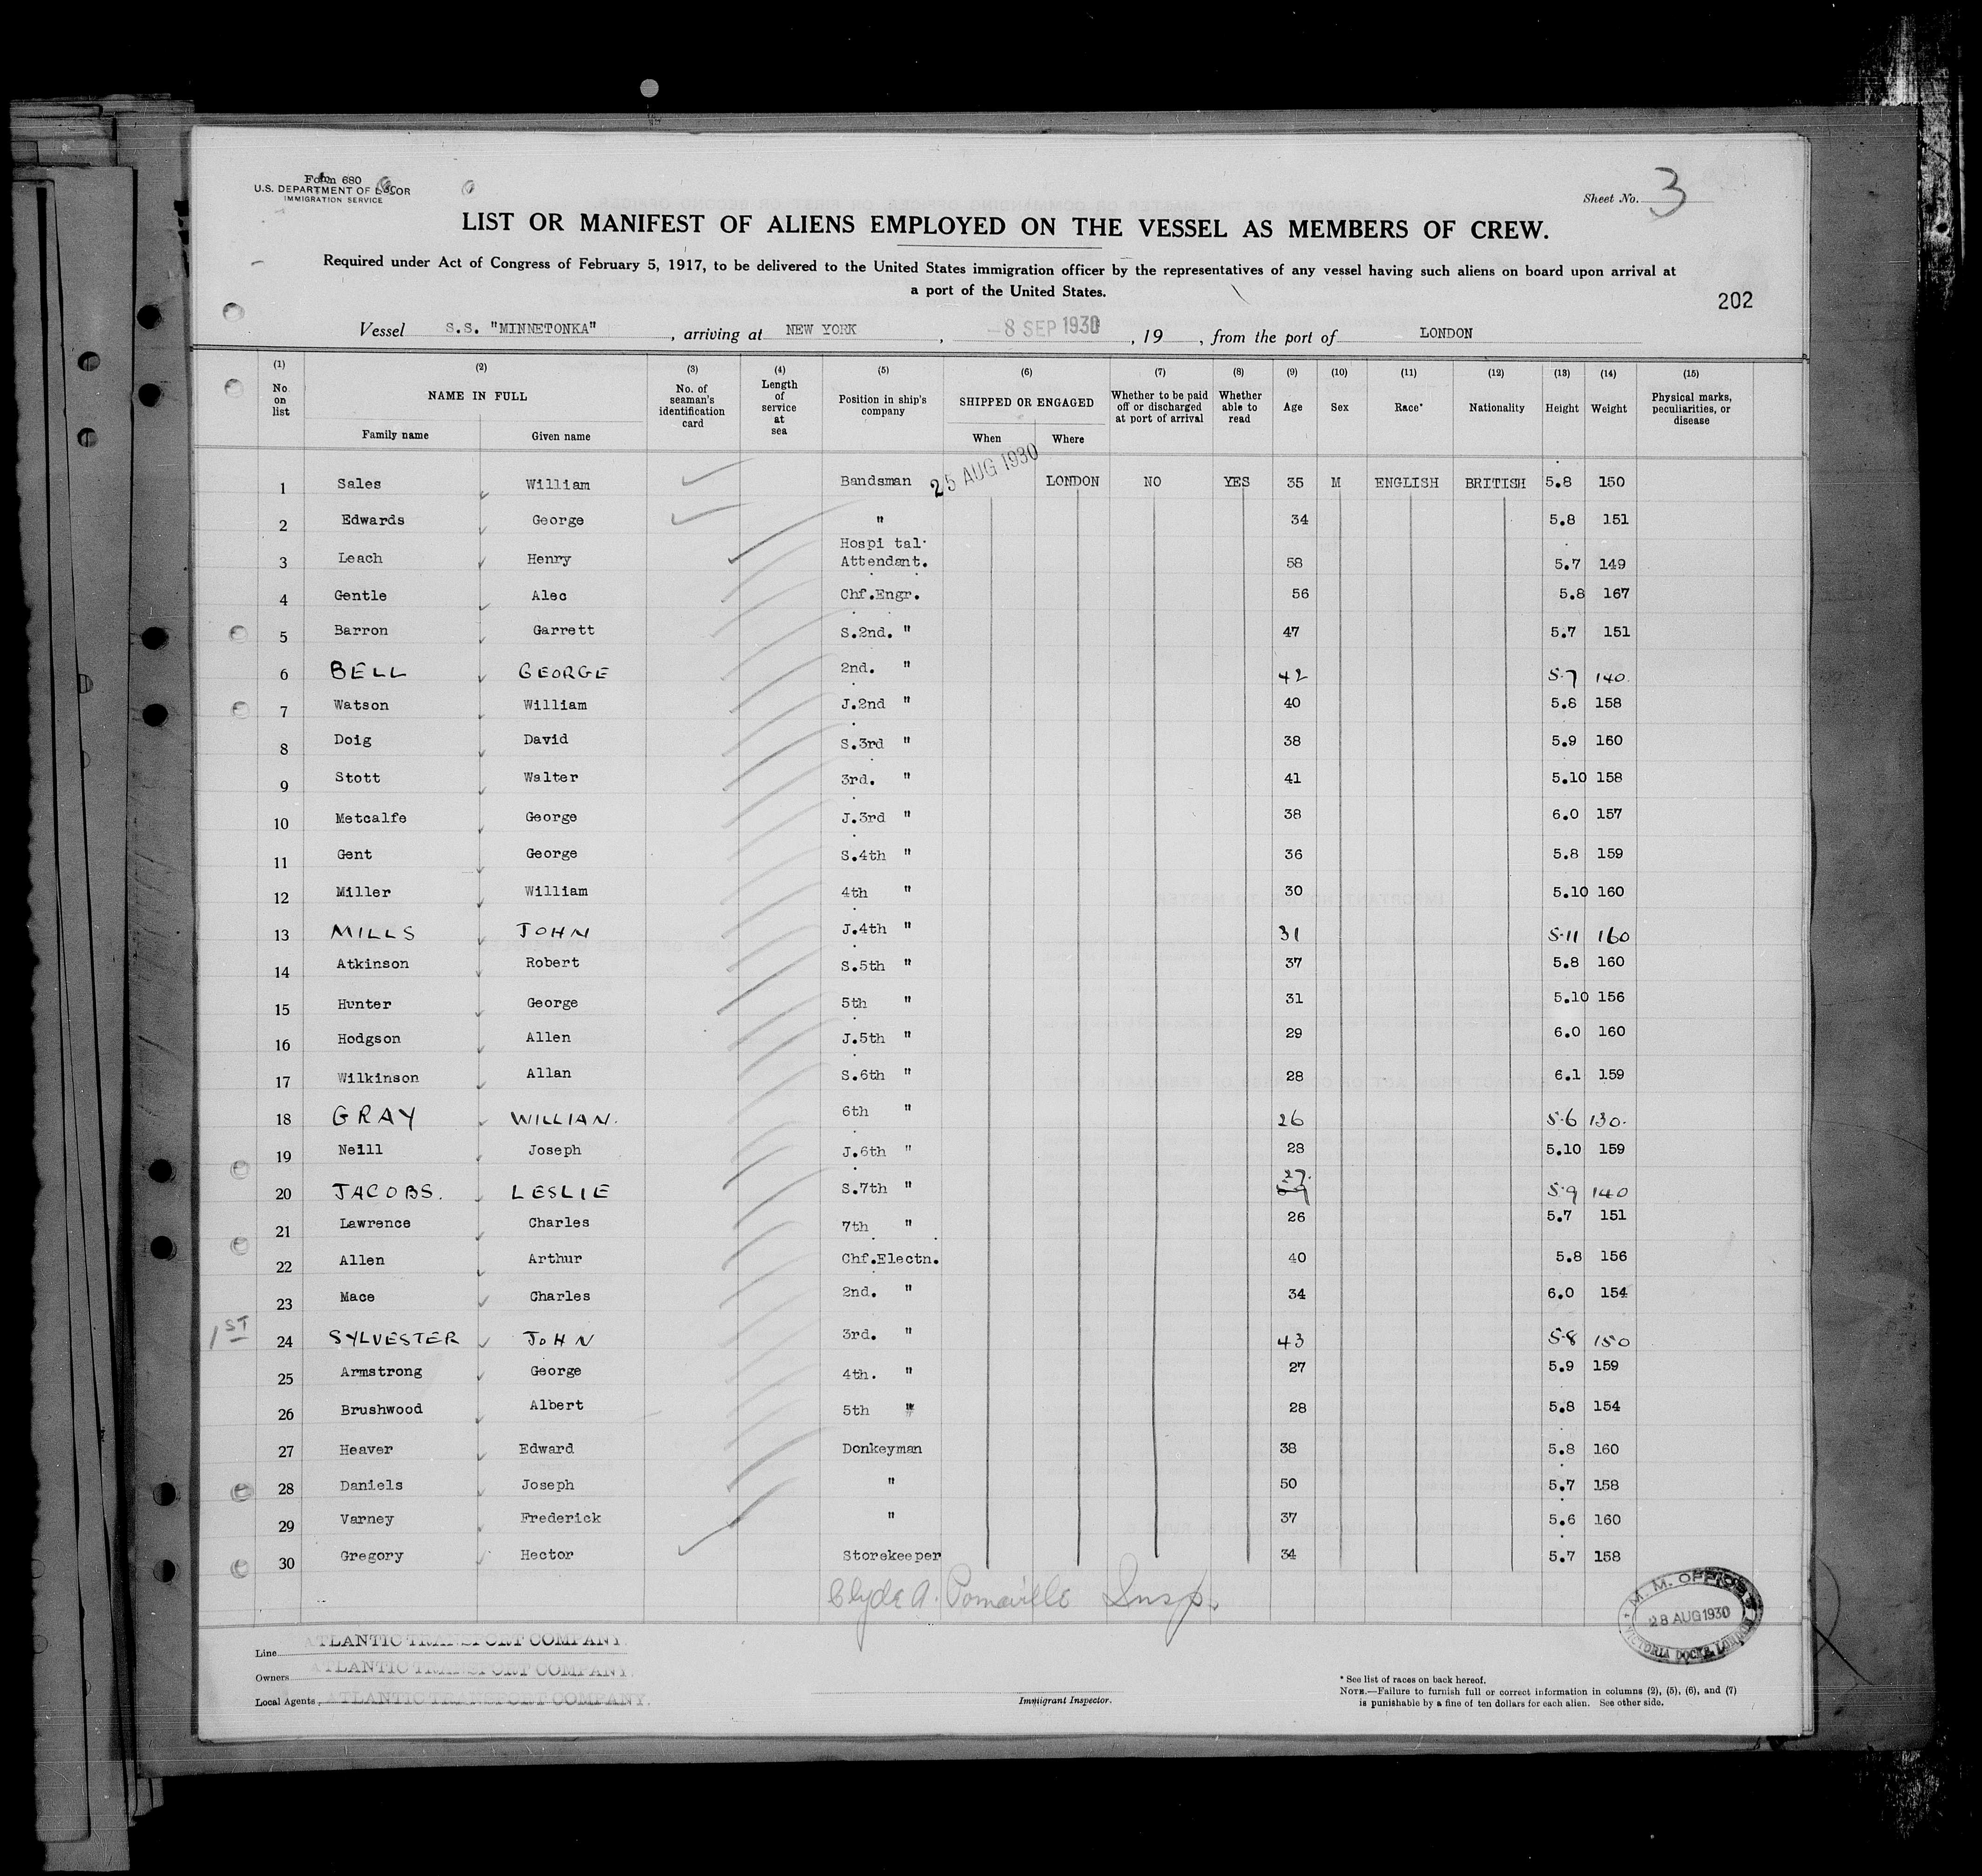 Form 680
U.S. DEPARTMENT OF LABOR
IMMIGRATION SERVICE
Sheet No. 3
LIST OR MANIFEST OF ALIENS EMPLOYED ON THE VESSEL AS MEMBERS OF CREW.
Required under Act of Congress of February 5, 1917, to be delivered to the United States immigration officer by the representatives of any vessel having such aliens on board upon arrival at
a port of the United States.
202
Vessel S.S. "MINNETONKA" , arriving at NEW YORK , -8 SEP 1930 , 19 , from the port of LONDON
(1) (2) (3) (4) (5) (6) (7) (8) (9) (10) (11) (12) (13) (14) (15)
No. on list NAME IN FULL Family name Given name No. of seaman's identification card Length of service at sea Position in ship's company SHIPPED OR ENGAGED When Where Whether to be paid off or discharged at port of arrival Whether able to read Age Sex Race* Nationality Height Weight Physical marks, peculiarities, or disease
1 Sales William Bandsman 25 AUG 1930 LONDON NO YES 35 M ENGLISH BRITISH 5.8 150
2 Edwards George " 34 5.8 151
3 Leach Henry Hospital Attendant. 58 5.7 149
4 Gentle Alec Chf.Engr. 56 5.8 167
5 Barron Garrett S.2nd. " 47 5.7 151
6 BELL GEORGE 2nd. " 42 5.7 140.
7 Watson William J.2nd " 40 5.8 158
8 Doig David S.3rd " 38 5.9 160
9 Stott Walter 3rd. " 41 5.10 158
10 Metcalfe George J.3rd " 38 6.0 157
11 Gent George S.4th " 36 5.8 159
12 Miller William 4th " 30 5.10 160
13 MILLS JOHN J.4th " 31 5.11 160
14 Atkinson Robert S.5th " 37 5.8 160
15 Hunter George 5th " 31 5.10 156
16 Hodgson Allen J.5th " 29 6.0 160
17 Wilkinson Allan S.6th " 28 6.1 159
18 GRAY WILLIAN. 6th " 26 5.6 130.
19 Neill Joseph J.6th " 28 5.10 159
20 JACOBS. LESLIE S.7th " 27. 5.9 140
21 Lawrence Charles 7th " 26 5.7 151
22 Allen Arthur Chf.Electn. 40 5.8 156
23 Mace Charles 2nd. " 34 6.0 154
1ST 24 SYLVESTER JOHN 3rd. " 43 5.8 150
25 Armstrong George 4th. " 27 5.9 159
26 Brushwood Albert 5th " 28 5.8 154
27 Heaver Edward Donkeyman 38 5.8 160
28 Daniels Joseph " 50 5.7 158
29 Varney Frederick " 37 5.6 160
30 Gregory Hector Storekeeper 34 5.7 158
Clyde A. Pomaville Insp.
M. M. OFFICE
28 AUG 1930
VICTORIA DOCKS, LONDON
Line ATLANTIC TRANSPORT COMPANY.
Owners ATLANTIC TRANSPORT COMPANY.
Local Agents ATLANTIC TRANSPORT COMPANY.
Immigrant Inspector.
* See list of races on back hereof.
NOTE.—Failure to furnish full or correct information in columns (2), (5), (6), and (7)
is punishable by a fine of ten dollars for each alien. See other side.